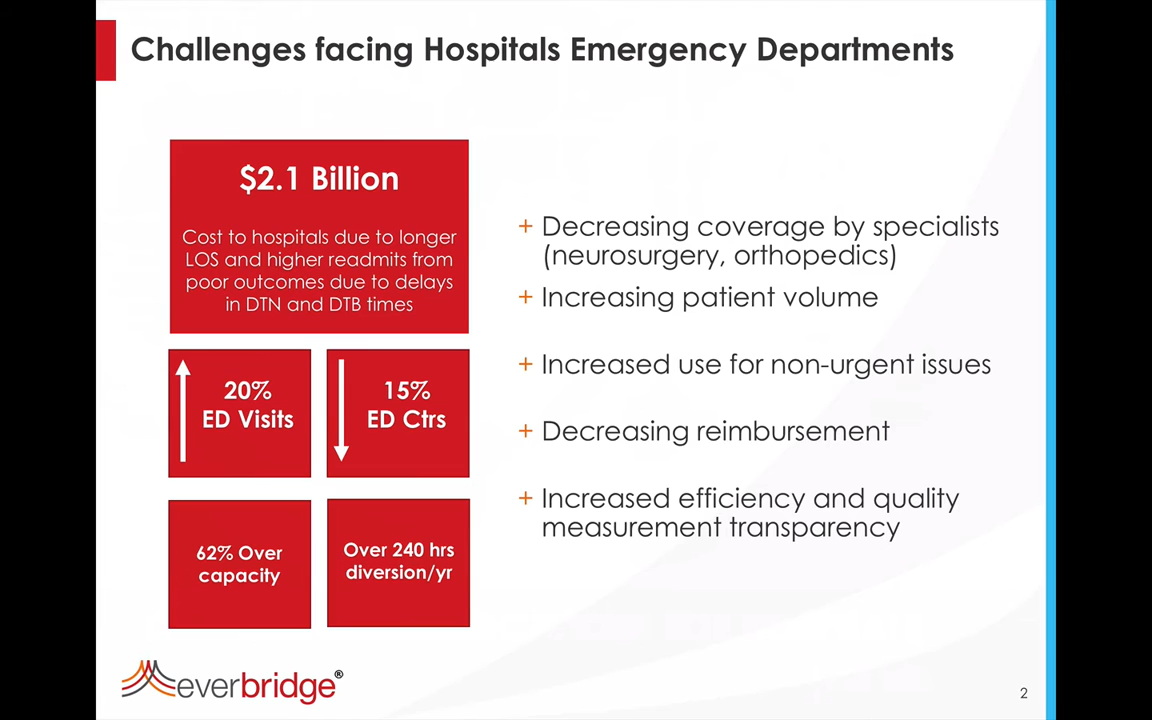 Challenges facing Hospitals Emergency Departments
$2.1 Billion
Cost to hospitals due to longer
LOS and higher readmits from
poor outcomes due to delays
in DTN and DTB times
20%
ED Visits
15%
ED Ctrs
62% Over
capacity
Over 240 hrs
diversion/yr
+ Decreasing coverage by specialists
(neurosurgery, orthopedics)
+ Increasing patient volume
+ Increased use for non-urgent issues
+ Decreasing reimbursement
+ Increased efficiency and quality
measurement transparency
everbridge®
2